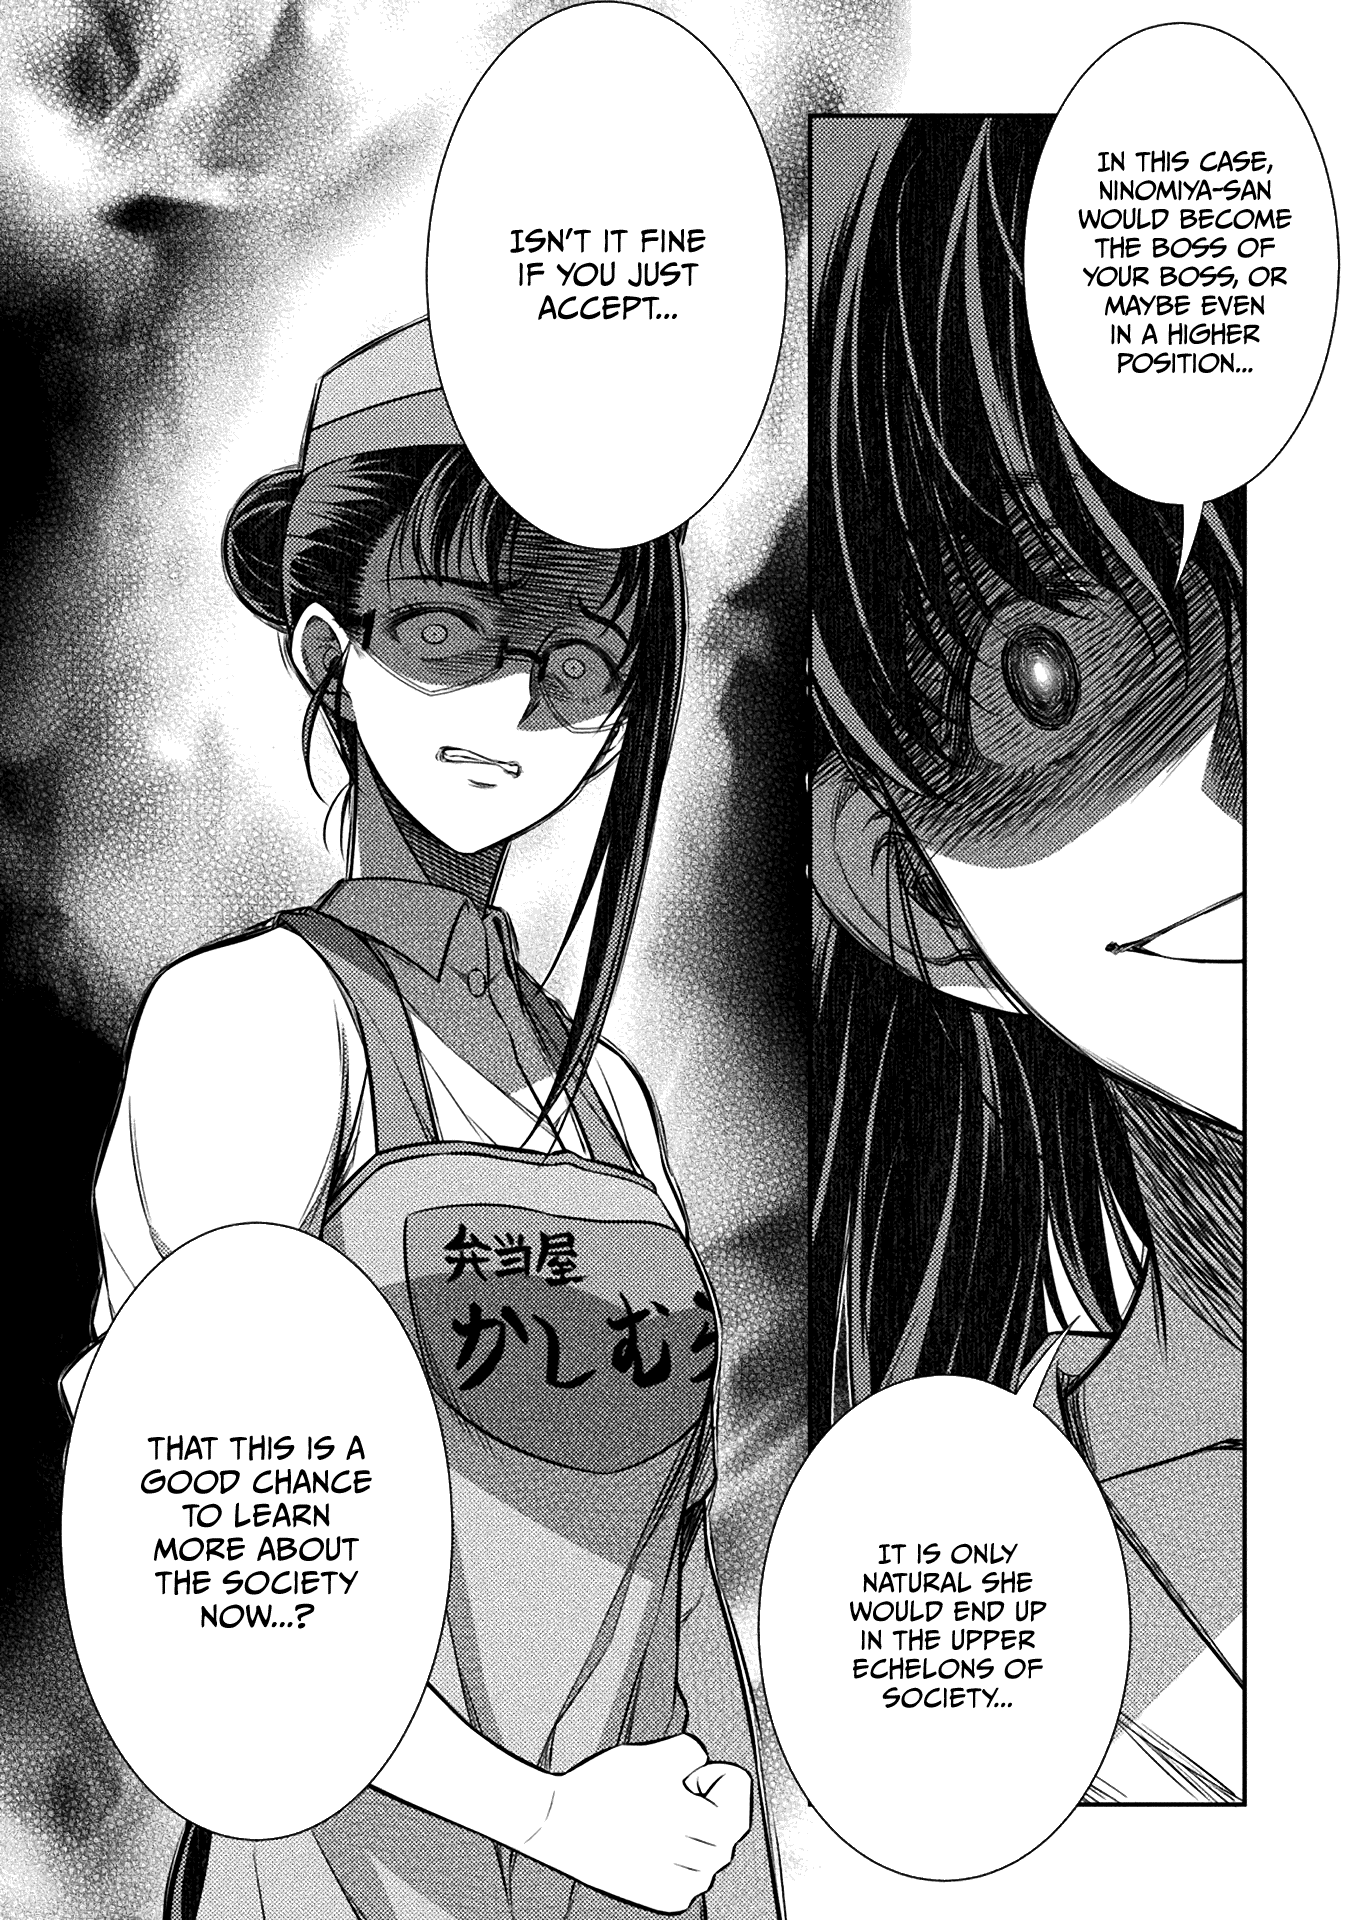 IN THIS CASE,
NINOMIYA-SAN
WOULD BECOME
THE BOSS OF
YOUR BOSS, OR
MAYBE EVEN
IN A HIGHER
POSITION...
IT IS ONLY
NATURAL SHE
WOULD END UP
IN THE UPPER
ECHELONS OF
SOCIETY...
ISN'T IT FINE
IF YOU JUST
ACCEPT...
弁当屋
かしむら
THAT THIS IS A
GOOD CHANCE
TO LEARN
MORE ABOUT
THE SOCIETY
NOW...?